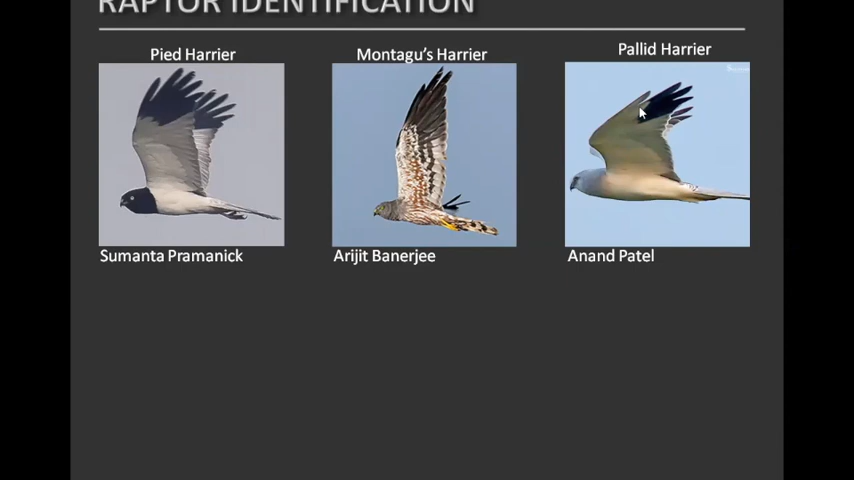 RAPTOR IDENTIFICATION
Pied Harrier
Montagu's Harrier
Pallid Harrier
Sumanta Pramanick
Arijit Banerjee
Anand Patel